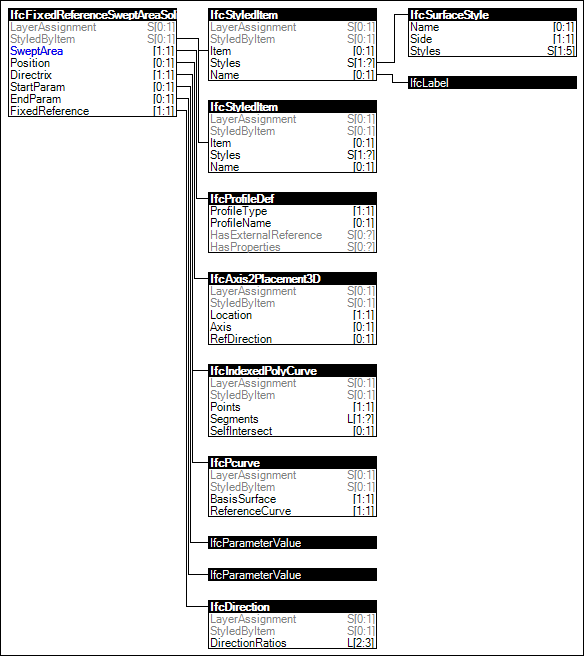 IfcFixedReferenceSweptAreaSol
LayerAssignment S[0:1]
StyledByItem S[0:1]
SweptArea [1:1]
Position [0:1]
Directrix [1:1]
StartParam [0:1]
EndParam [0:1]
FixedReference [1:1]
IfcStyledItem
LayerAssignment S[0:1]
StyledByItem S[0:1]
Item [0:1]
Styles S[1:?]
Name [0:1]
IfcSurfaceStyle
Name [0:1]
Side [1:1]
Styles S[1:5]
IfcLabel
IfcStyledItem
LayerAssignment S[0:1]
StyledByItem S[0:1]
Item [0:1]
Styles S[1:?]
Name [0:1]
IfcProfileDef
ProfileType [1:1]
ProfileName [0:1]
HasExternalReference S[0:?]
HasProperties S[0:?]
IfcAxis2Placement3D
LayerAssignment S[0:1]
StyledByItem S[0:1]
Location [1:1]
Axis [0:1]
RefDirection [0:1]
IfcIndexedPolyCurve
LayerAssignment S[0:1]
StyledByItem S[0:1]
Points [1:1]
Segments L[1:?]
SelfIntersect [0:1]
IfcPcurve
LayerAssignment S[0:1]
StyledByItem S[0:1]
BasisSurface [1:1]
ReferenceCurve [1:1]
IfcParameterValue
IfcParameterValue
IfcDirection
LayerAssignment S[0:1]
StyledByItem S[0:1]
DirectionRatios L[2:3]